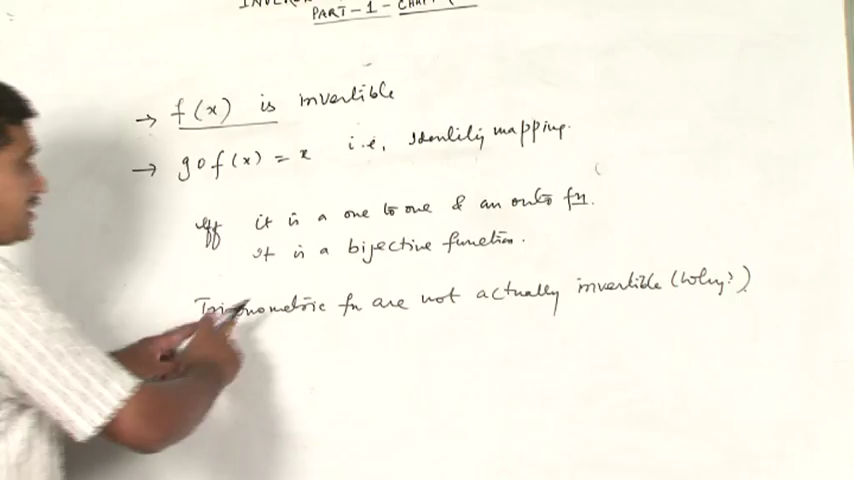 PART-1-
→ f(x) is invertible
→ gof(x) = x i.e, Identity mapping.
iff it is a one to one & an onto fn.
It is a bijective function.
Trigonometric fn are not actually invertible (Why?)